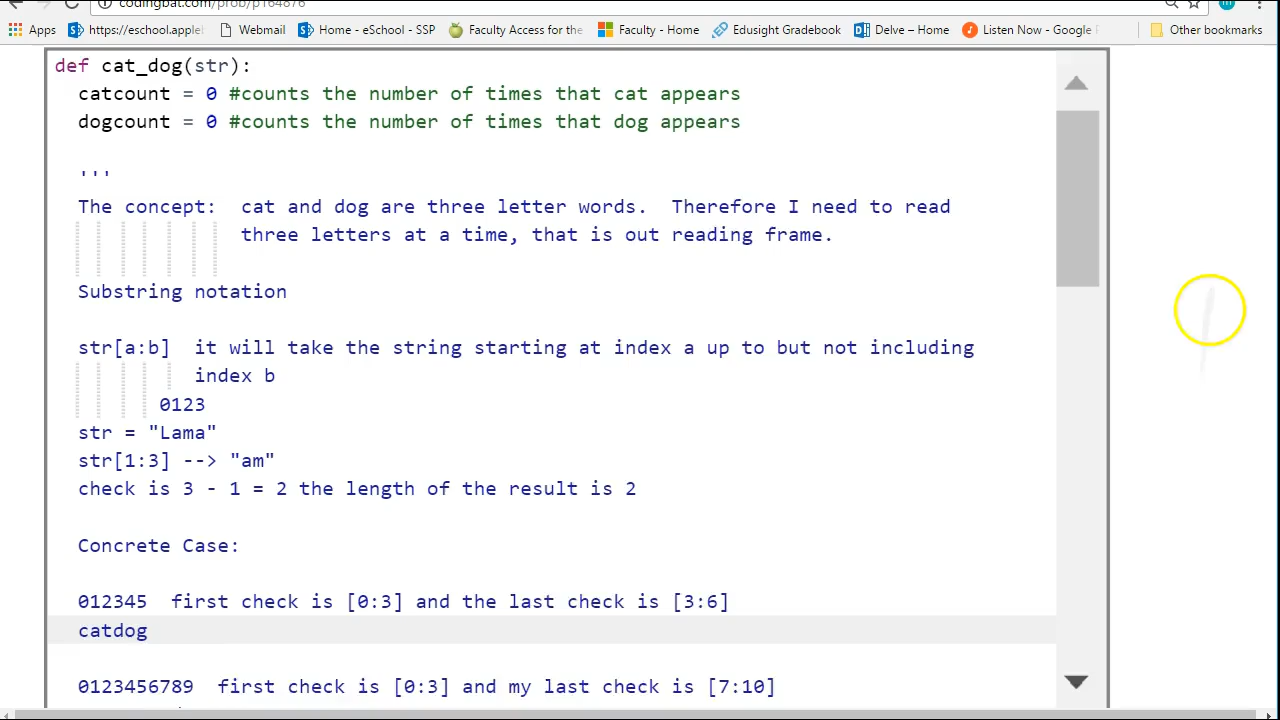 codingbat.com/prob/p164876
Apps https://eschool.apple Webmail Home - eSchool - SSP Faculty Access for the Faculty - Home Edusight Gradebook Delve – Home Listen Now - Google Other bookmarks
def cat_dog(str):
catcount = 0 #counts the number of times that cat appears
dogcount = 0 #counts the number of times that dog appears
'''
The concept: cat and dog are three letter words. Therefore I need to read
three letters at a time, that is out reading frame.
Substring notation
str[a:b] it will take the string starting at index a up to but not including
index b
0123
str = "Lama"
str[1:3] --> "am"
check is 3 - 1 = 2 the length of the result is 2
Concrete Case:
012345 first check is [0:3] and the last check is [3:6]
catdog
0123456789 first check is [0:3] and my last check is [7:10]